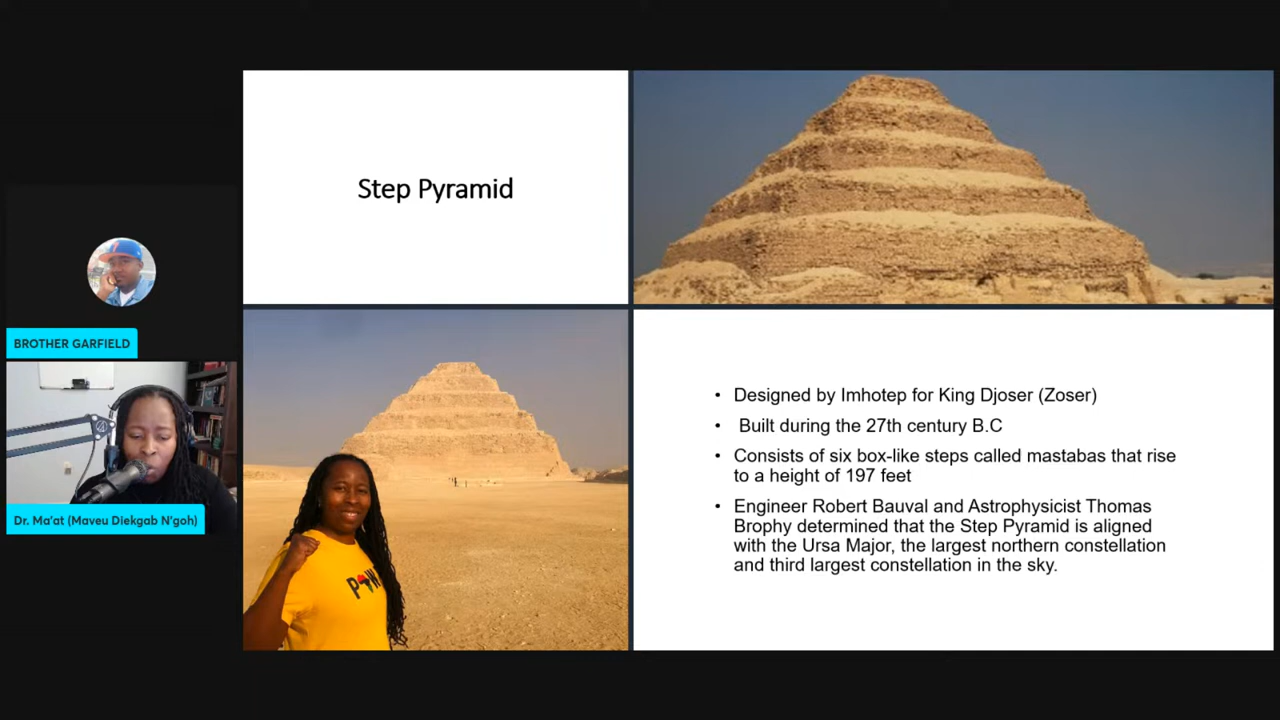 Step Pyramid
BROTHER GARFIELD
Dr. Ma'at (Maveu Diekgab N'goh)
• Designed by Imhotep for King Djoser (Zoser)
• Built during the 27th century B.C
• Consists of six box-like steps called mastabas that rise
to a height of 197 feet
• Engineer Robert Bauval and Astrophysicist Thomas
Brophy determined that the Step Pyramid is aligned
with the Ursa Major, the largest northern constellation
and third largest constellation in the sky.